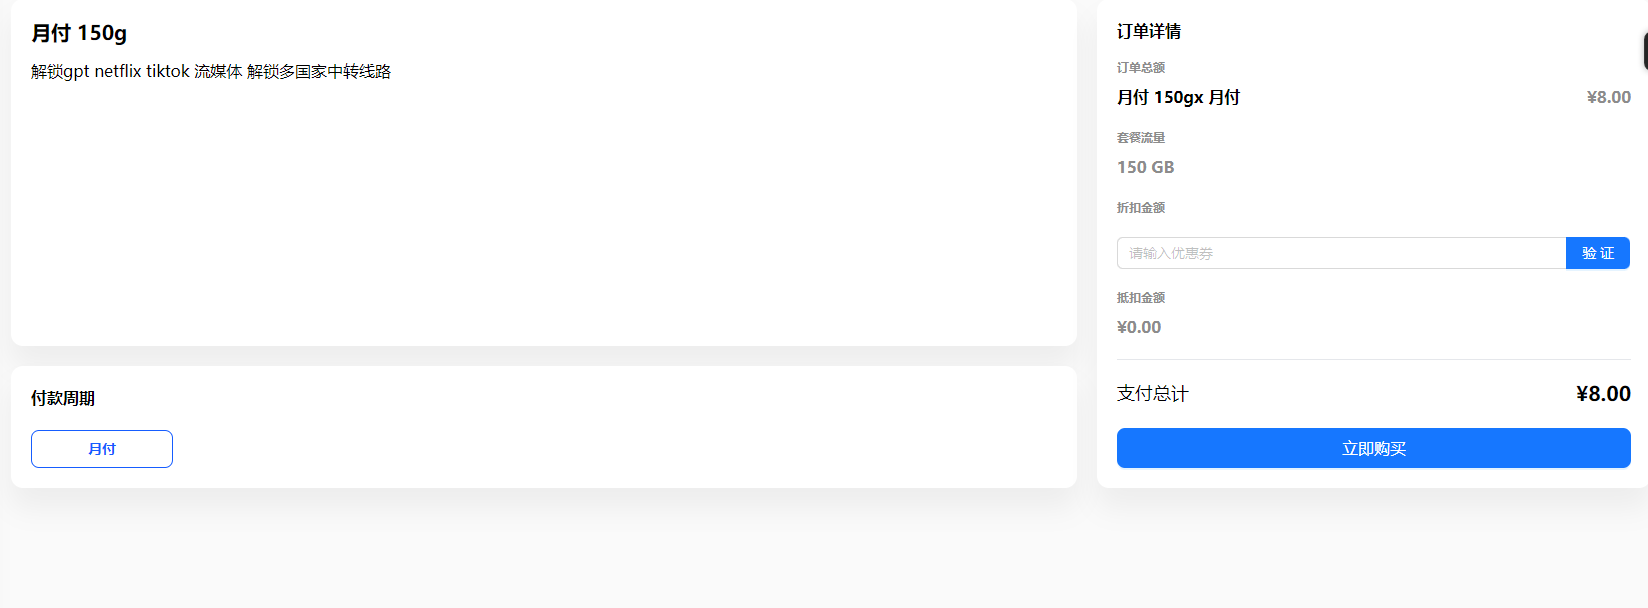 月付 150g
解锁gpt netflix tiktok 流媒体 解锁多国家中转线路
付款周期
月付
订单详情
订单总额
月付 150gx 月付 ¥8.00
套餐流量
150 GB
折扣金额
请输入优惠券 验 证
抵扣金额
¥0.00
支付总计 ¥8.00
立即购买